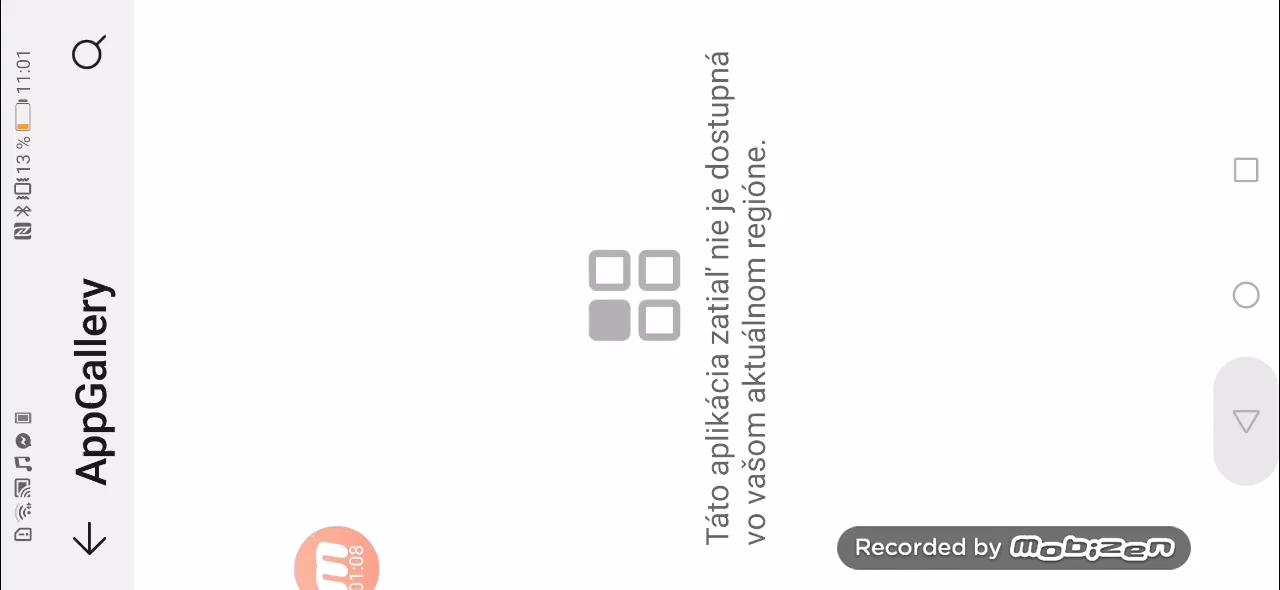 13 % 11:01
AppGallery
Táto aplikácia zatiaľ nie je dostupná
vo vašom aktuálnom regióne.
01:08
Recorded by mobizen